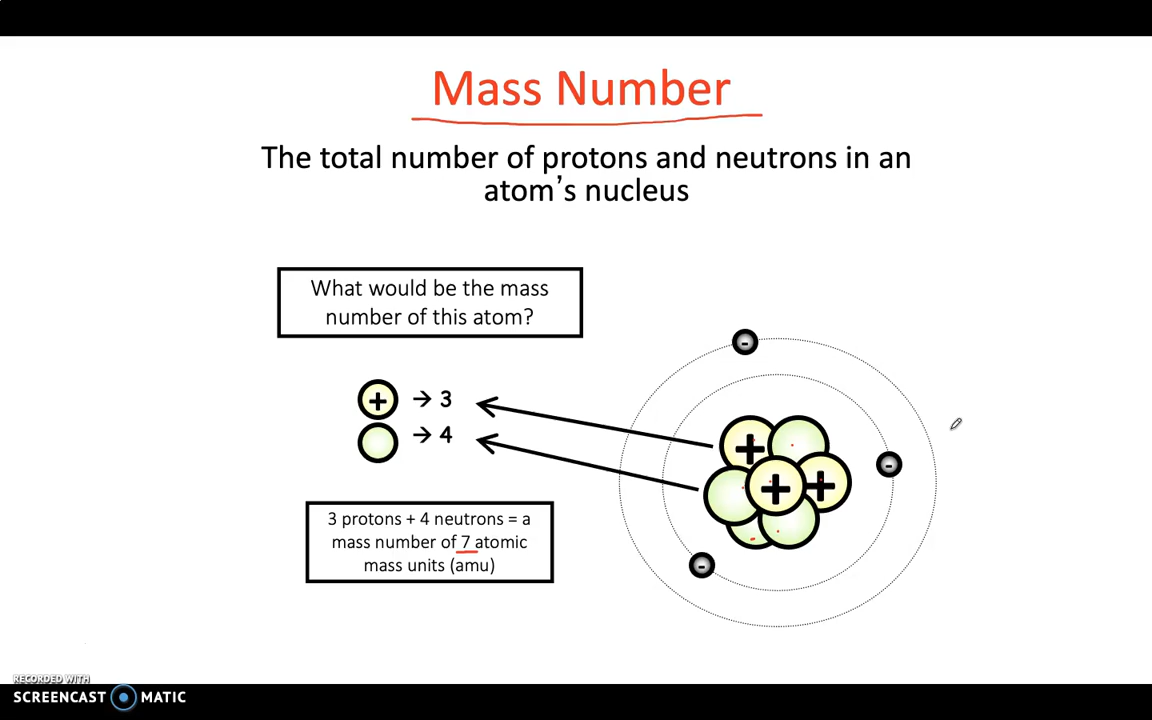 Mass Number
The total number of protons and neutrons in an
atom’s nucleus
What would be the mass
number of this atom?
+ → 3
→ 4
3 protons + 4 neutrons = a
mass number of 7 atomic
mass units (amu)
-
+
+
+
-
-
RECORDED WITH
SCREENCAST MATIC